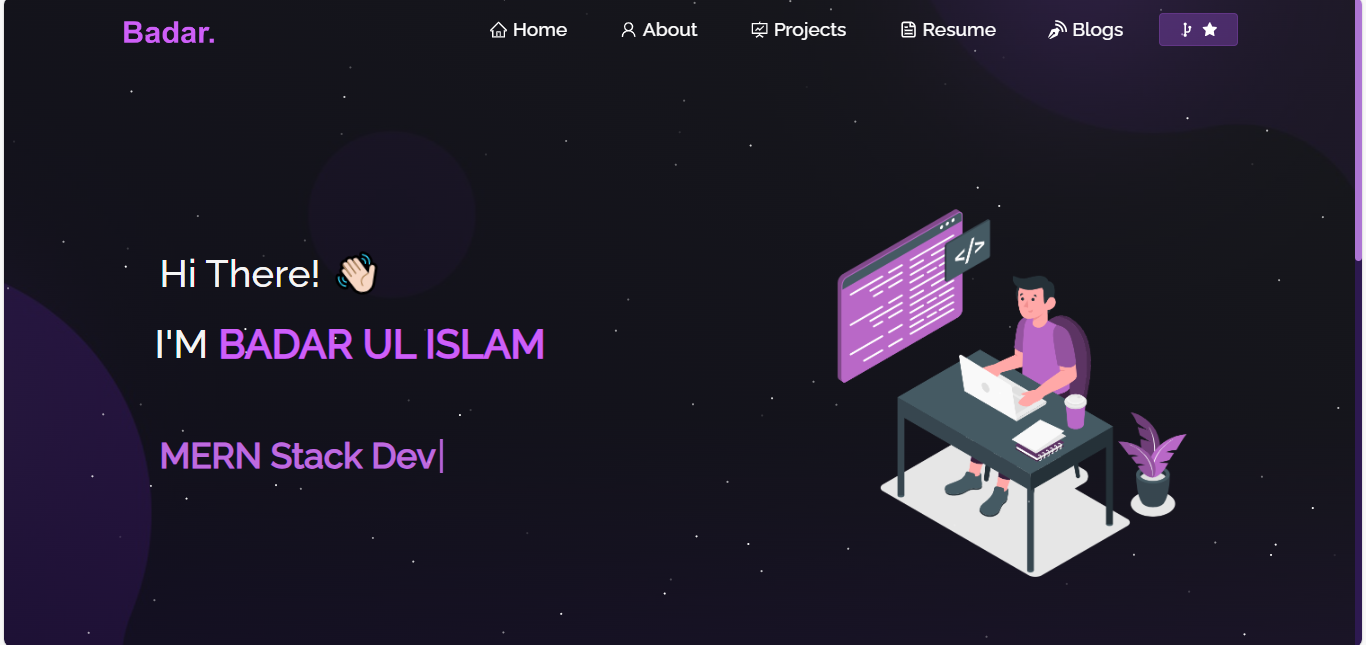 Badar.
Home
About
Projects
Resume
Blogs
</>
Hi There! 👋🏻
I'M BADAR UL ISLAM
MERN Stack Dev|